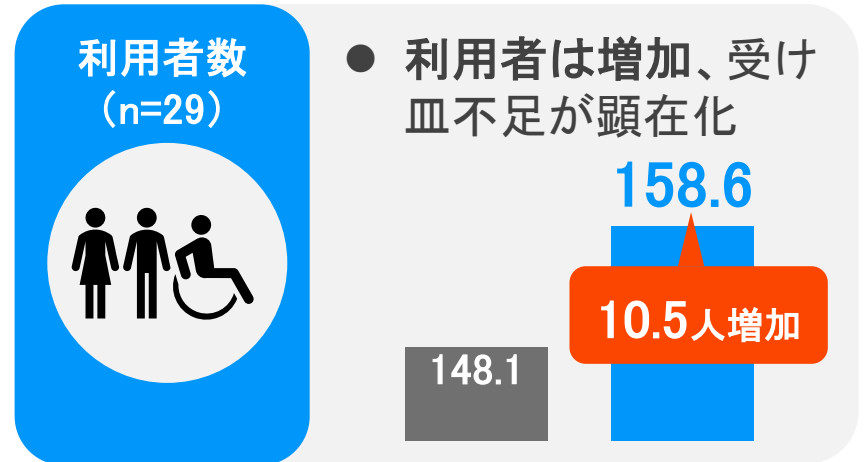 利用者数
（n=29）
● 利用者は増加、受け
皿不足が顕在化
158.6
10.5人増加
148.1